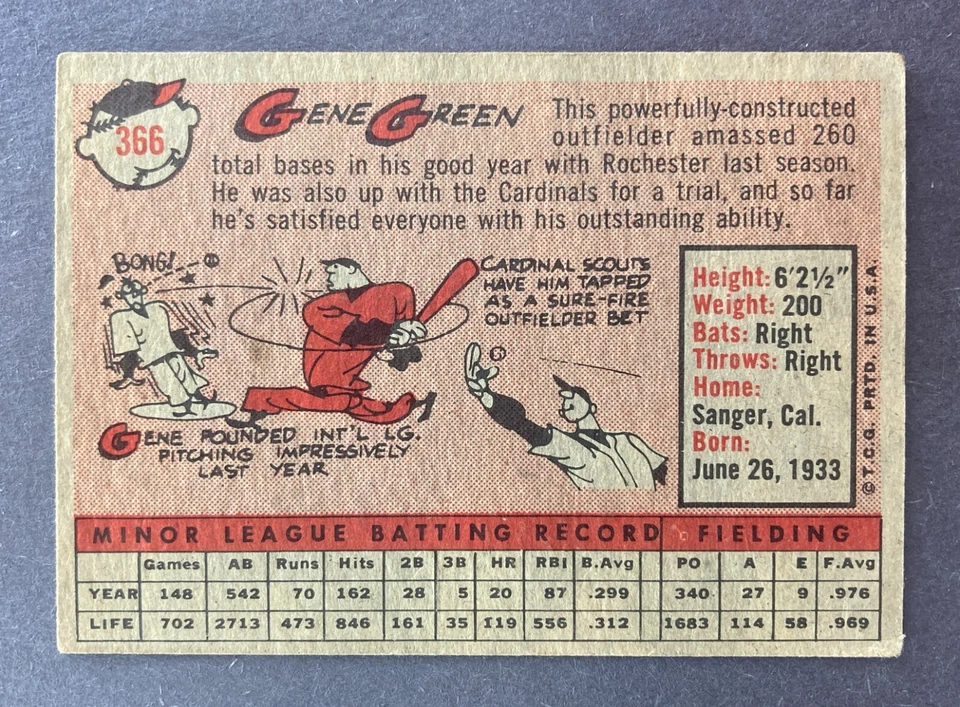 366
GENE GREEN
This powerfully-constructed
outfielder amassed 260
total bases in his good year with Rochester last season.
He was also up with the Cardinals for a trial, and so far
he's satisfied everyone with his outstanding ability.
BONG!
CARDINAL SCOUTS
HAVE HIM TAPPED
AS A SURE-FIRE
OUTFIELDER BET
GENE POUNDED INT'L LG.
PITCHING IMPRESSIVELY
LAST YEAR
Height: 6'2½"
Weight: 200
Bats: Right
Throws: Right
Home:
Sanger, Cal.
Born:
June 26, 1933
© T.C.G. PRTD. IN U.S.A.
MINOR LEAGUE BATTING RECORD FIELDING
Games AB Runs Hits 2B 3B HR RBI B.Avg PO A E F.Avg
YEAR 148 542 70 162 28 5 20 87 .299 340 27 9 .976
LIFE 702 2713 473 846 161 35 119 556 .312 1683 114 58 .969